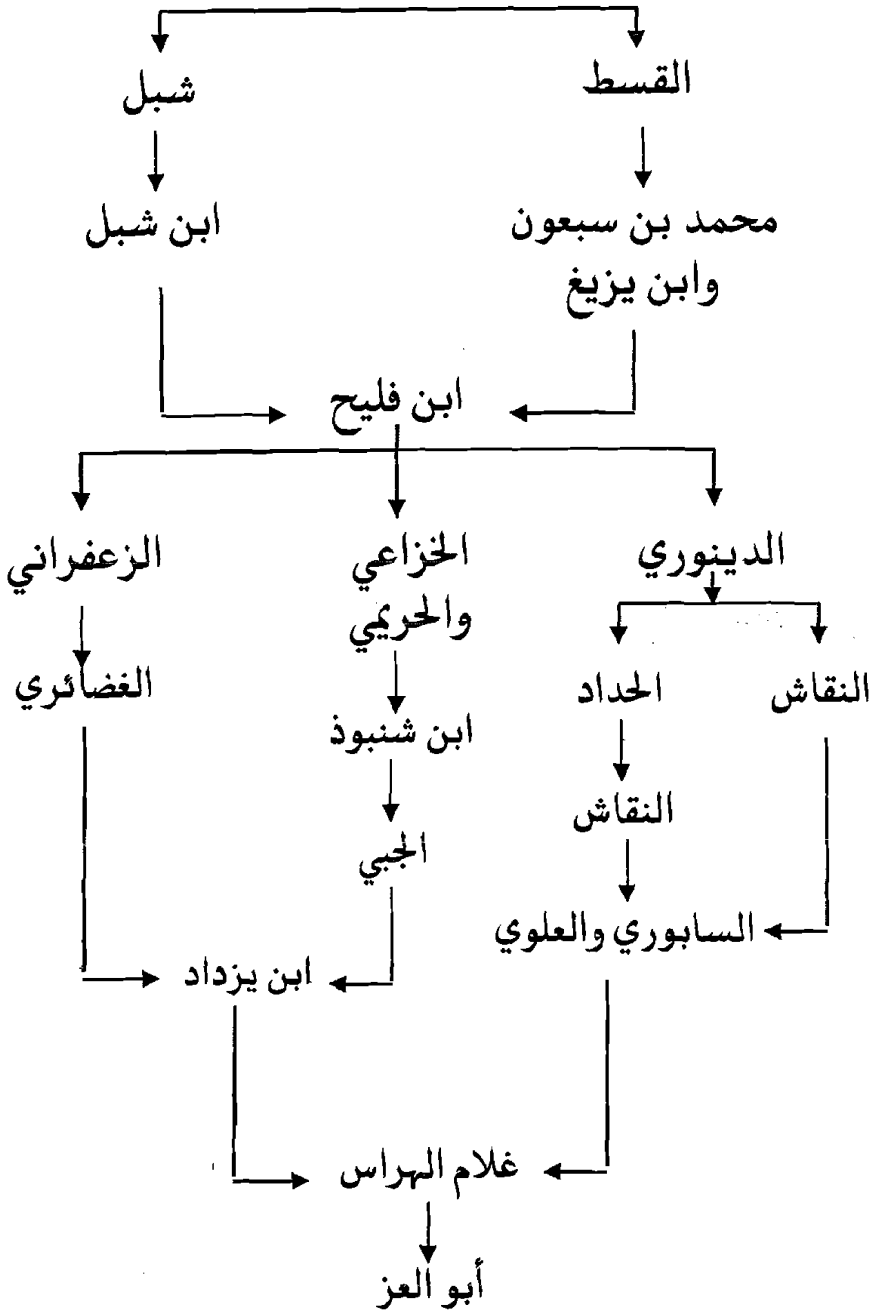 القسط
شبل
محمد بن سبعون
وابن يزيغ
ابن شبل
ابن فليح
الدينوري
الخزاعي
والحريمي
الزعفراني
النقاش
الحداد
الغضائري
ابن شنبوذ
النقاش
الجبي
السابوري والعلوي
ابن يزداد
غلام الهراس
أبو العز